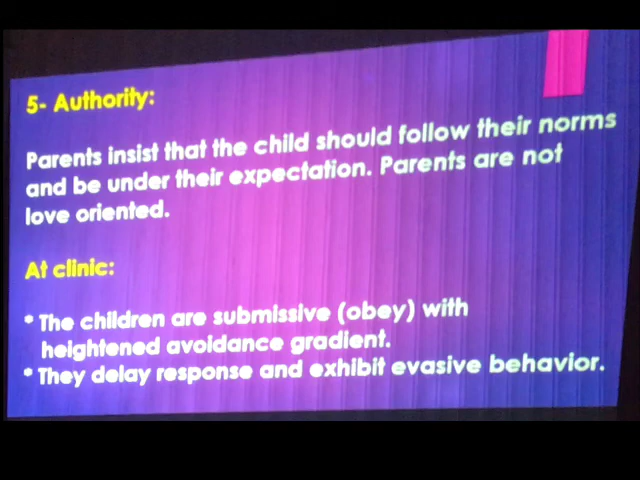 5- Authority:
Parents insist that the child should follow their norms
and be under their expectation. Parents are not
love oriented.
At clinic:
* The children are submissive (obey) with
heightened avoidance gradient.
* They delay response and exhibit evasive behavior.